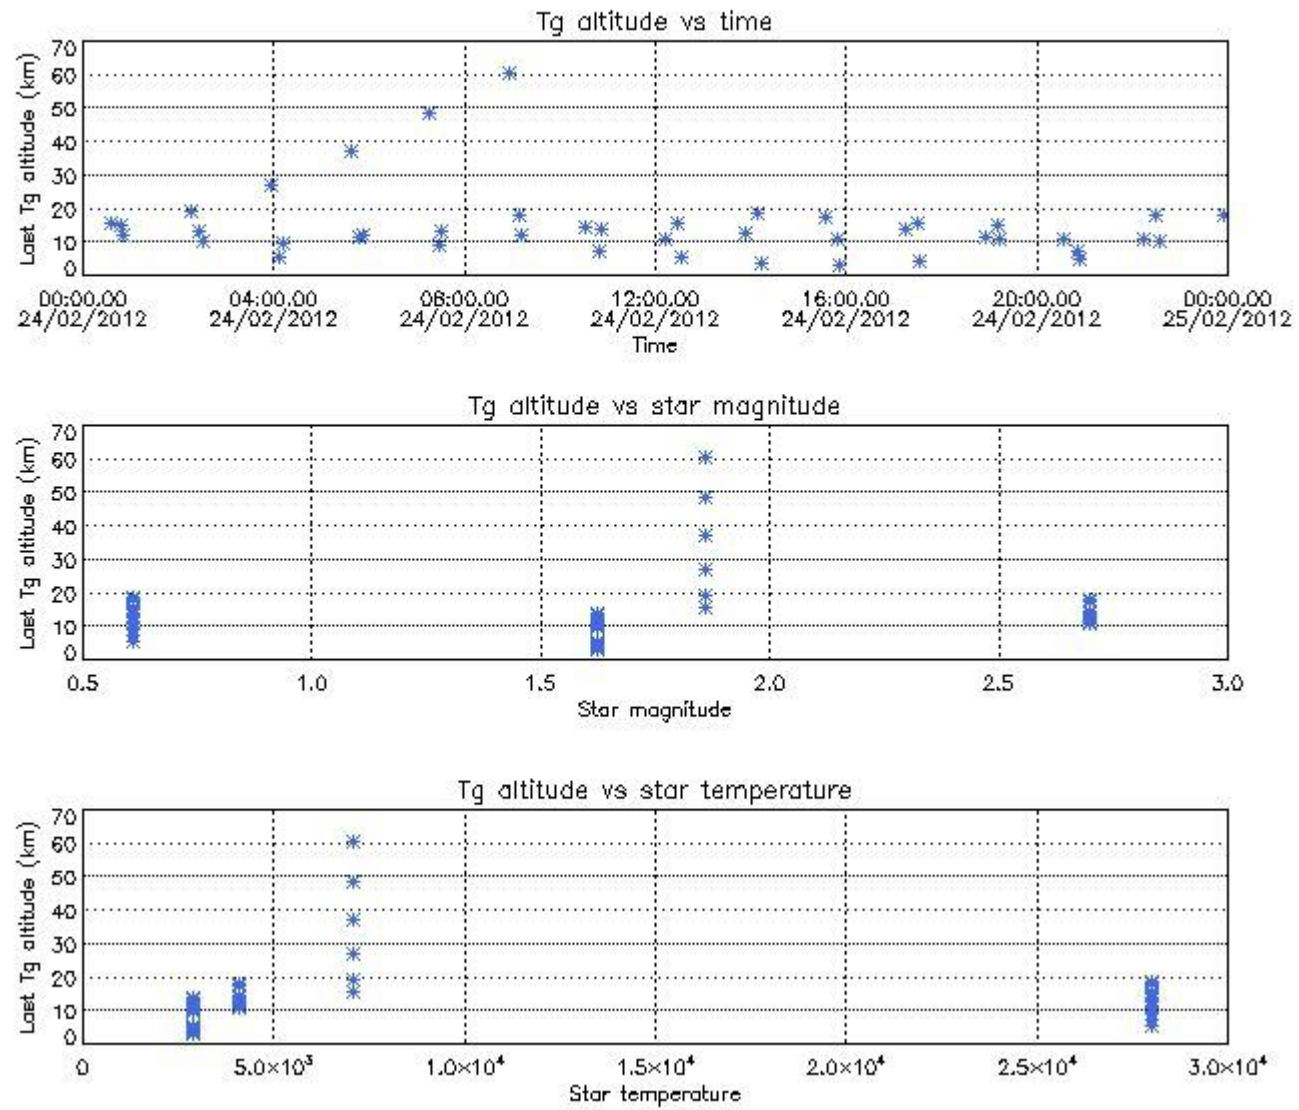 Tg altitude vs time
Last Tg altitude (km)
70
60
50
40
30
20
10
0
00:00.00 04:00.00 08:00.00 12:00.00 16:00.00 20:00.00 00:00.00
24/02/2012 24/02/2012 24/02/2012 24/02/2012 24/02/2012 24/02/2012 25/02/2012
Time
Tg altitude vs star magnitude
Last Tg altitude (km)
70
60
50
40
30
20
10
0
0.5 1.0 1.5 2.0 2.5 3.0
Star magnitude
Tg altitude vs star temperature
Last Tg altitude (km)
70
60
50
40
30
20
10
0
0 5.0×10³ 1.0×10⁴ 1.5×10⁴ 2.0×10⁴ 2.5×10⁴ 3.0×10⁴
Star temperature